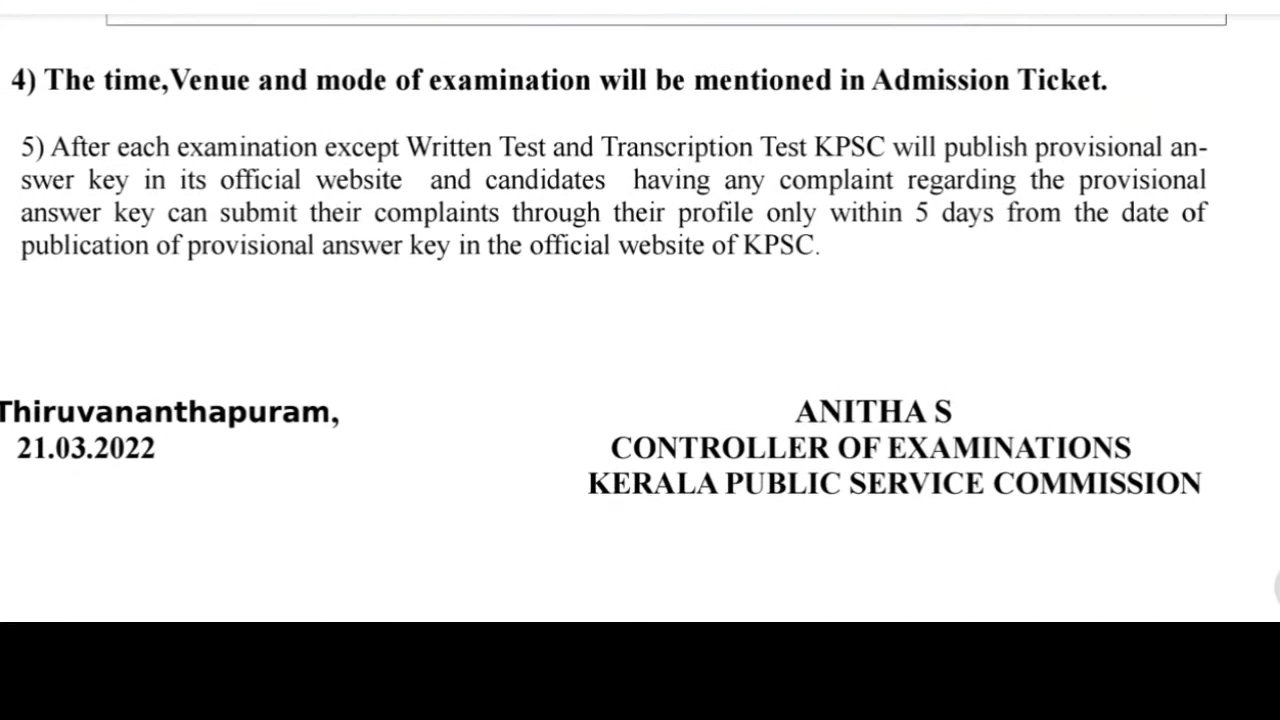 4) The time,Venue and mode of examination will be mentioned in Admission Ticket.
5) After each examination except Written Test and Transcription Test KPSC will publish provisional an-
swer key in its official website and candidates having any complaint regarding the provisional
answer key can submit their complaints through their profile only within 5 days from the date of
publication of provisional answer key in the official website of KPSC.
Thiruvananthapuram,
21.03.2022
ANITHA S
CONTROLLER OF EXAMINATIONS
KERALA PUBLIC SERVICE COMMISSION